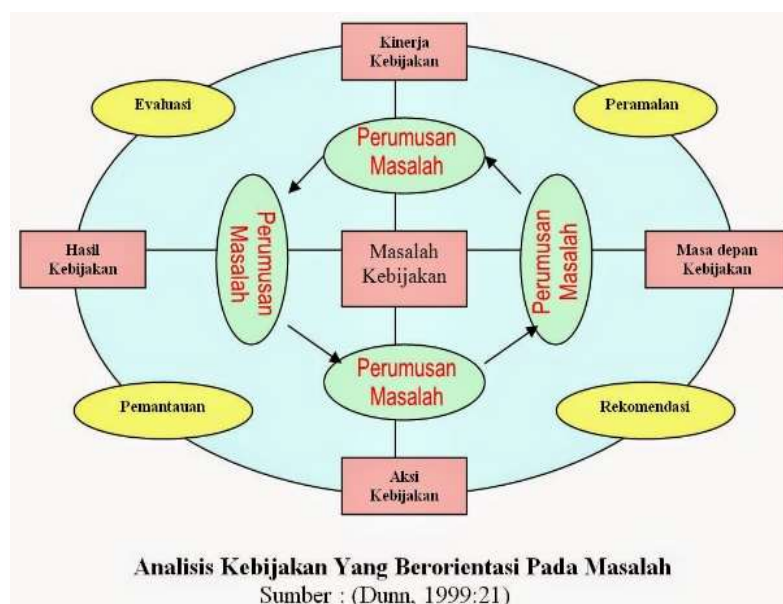 Kinerja
Kebijakan
Evaluasi
Peramalan
Perumusan
Masalah
Hasil
Kebijakan
Perumusan
Masalah
Masalah
Kebijakan
Perumusan
Masalah
Masa depan
Kebijakan
Perumusan
Masalah
Pemantauan
Rekomendasi
Aksi
Kebijakan
Analisis Kebijakan Yang Berorientasi Pada Masalah
Sumber : (Dunn, 1999:21)